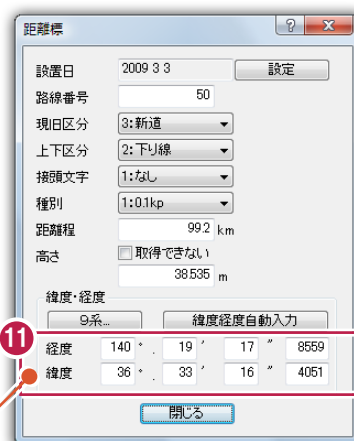 距離標
設置日 2009 3 3 設定
路線番号 50
現旧区分 3:新道
上下区分 2:下り線
接頭文字 1:なし
種別 1:0.1kp
距離程 99.2 km
高さ 取得できない
38.535 m
緯度・経度
9系... 緯度経度自動入力
11
経度 140 ° . 19 ′ 17 ″ 8559
緯度 36 ° . 33 ′ 16 ″ 4051
閉じる